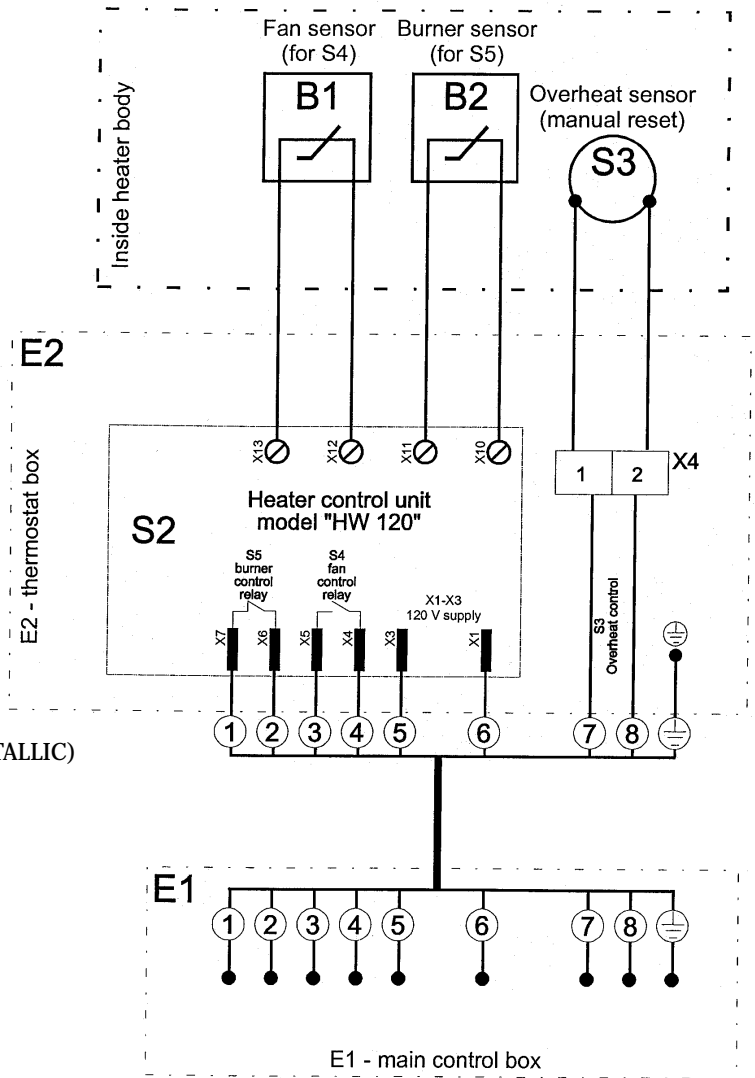 Fan sensor
(for S4)
Burner sensor
(for S5)
B1
B2
Overheat sensor
(manual reset)
S3
Inside heater body
E2
E2 - thermostat box
X13
X12
X11
X10
1
2
X4
Heater control unit
model "HW 120"
S2
S5
burner
control
relay
S4
fan
control
relay
X1-X3
120 V supply
X7
X6
X5
X4
X3
X1
S3
Overheat control
1
2
3
4
5
6
7
8
TALLIC)
E1
1
2
3
4
5
6
7
8
E1 - main control box